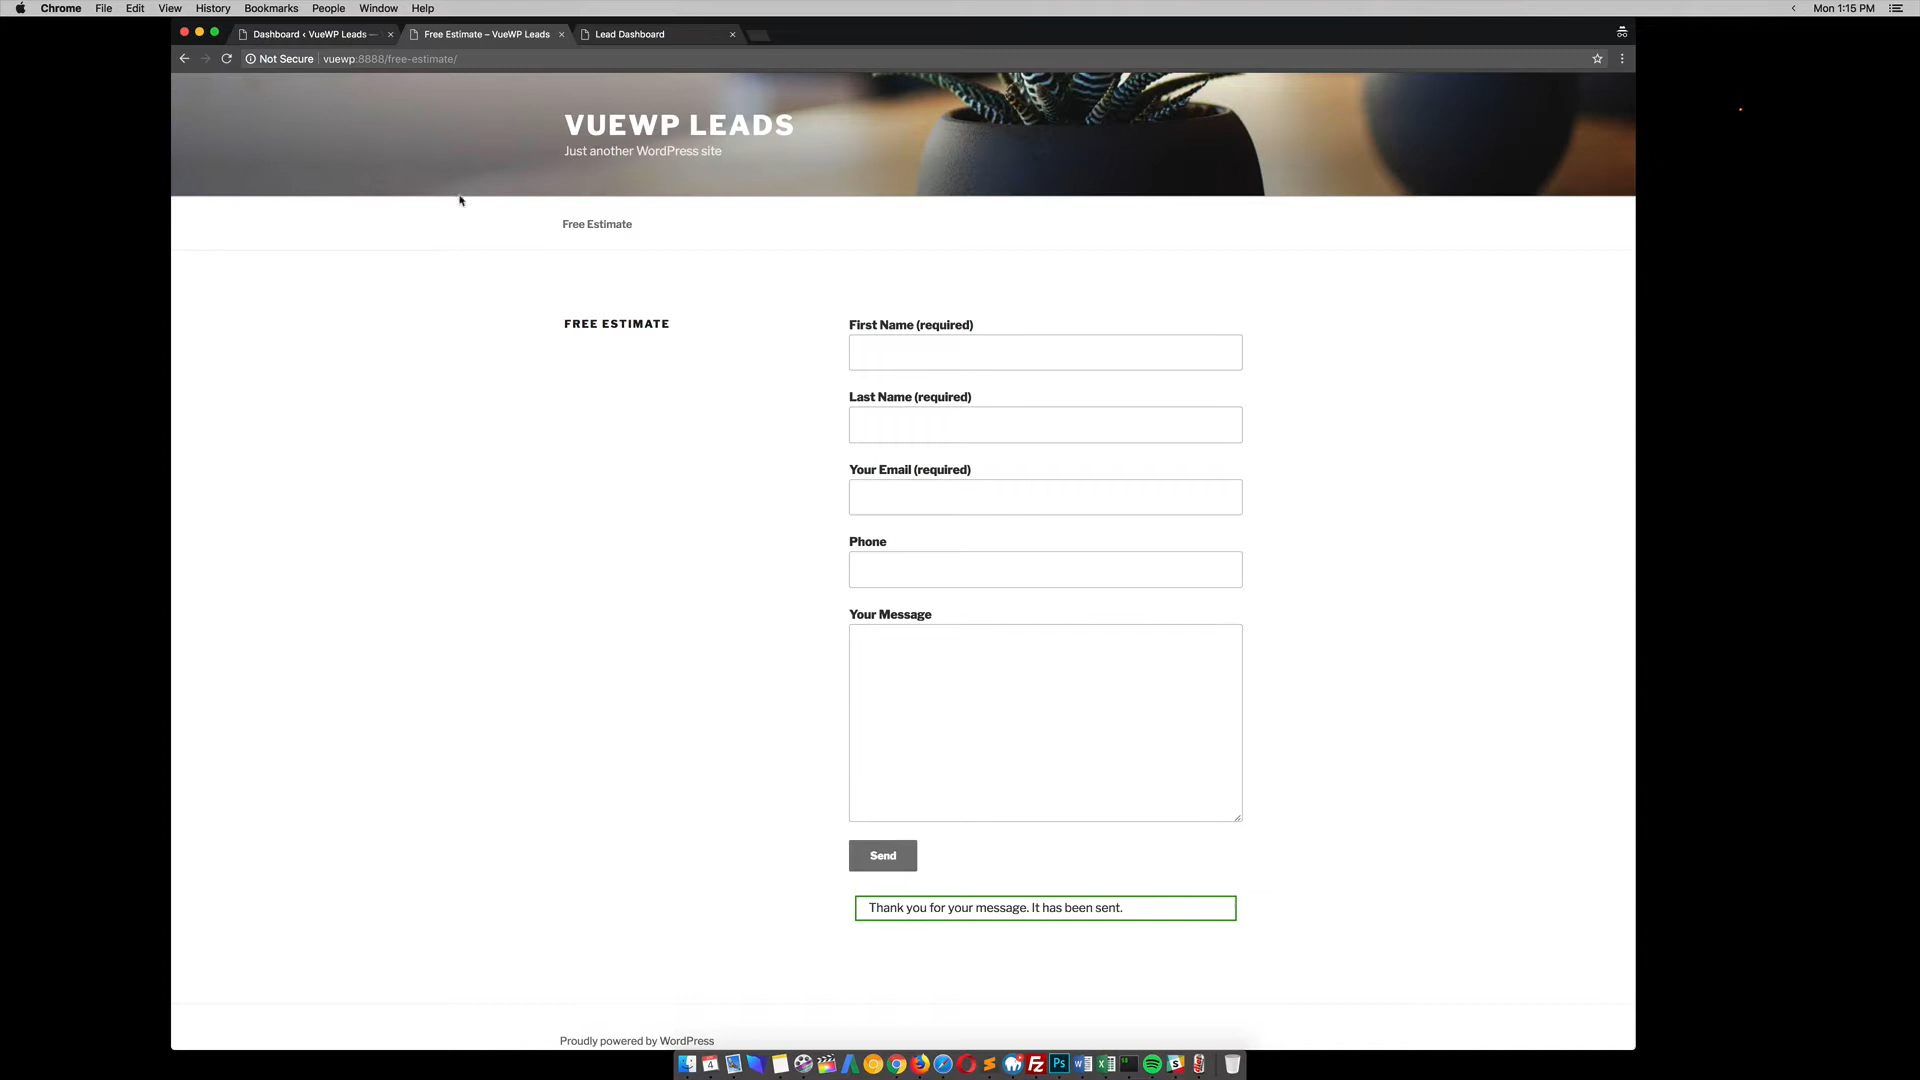 Chrome File Edit View History Bookmarks People Window Help Mon 1:15 PM
Dashboard ‹ VueWP Leads — Free Estimate – VueWP Leads Lead Dashboard
Not Secure vuewp:8888/free-estimate/
VUEWP LEADS
Just another WordPress site
Free Estimate
FREE ESTIMATE
First Name (required)
Last Name (required)
Your Email (required)
Phone
Your Message
Send
Thank you for your message. It has been sent.
Proudly powered by WordPress
4
Fz
Ps